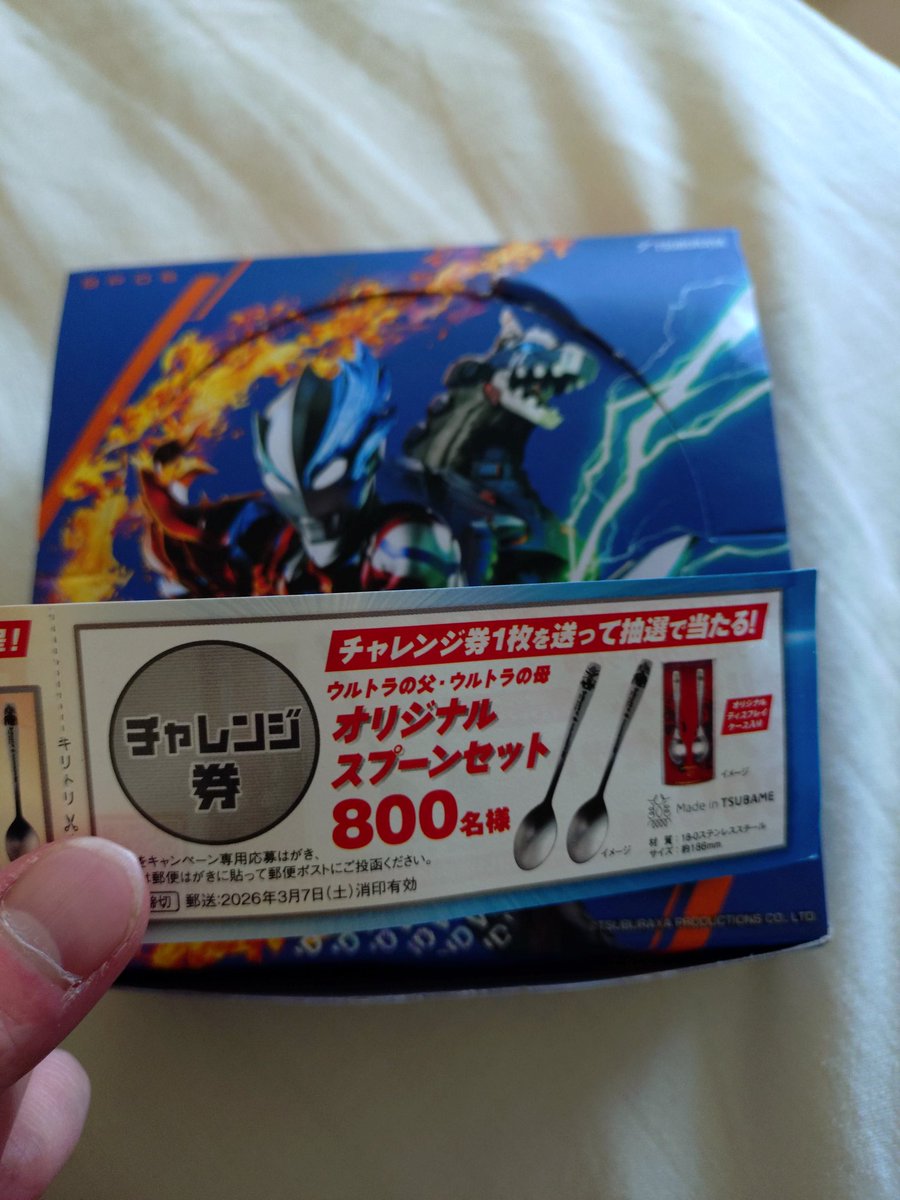 キリトリ
チャレンジ
券
チャレンジ券1枚を送って抽選で当たる!
ウルトラの父・ウルトラの母
オリジナル
スプーンセット
800名様
イメージ
オリジナル
ディスプレイ
ケース入り
イメージ
Made in TSUBAME
材 質:18-0ステンレススチール
サイズ:約186mm
をキャンペーン専用応募はがき、
は郵便はがきに貼って郵便ポストにご投函ください。
締切 郵送:2026年3月7日(土)消印有効
TSUBURAYA PRODUCTIONS CO., LTD.